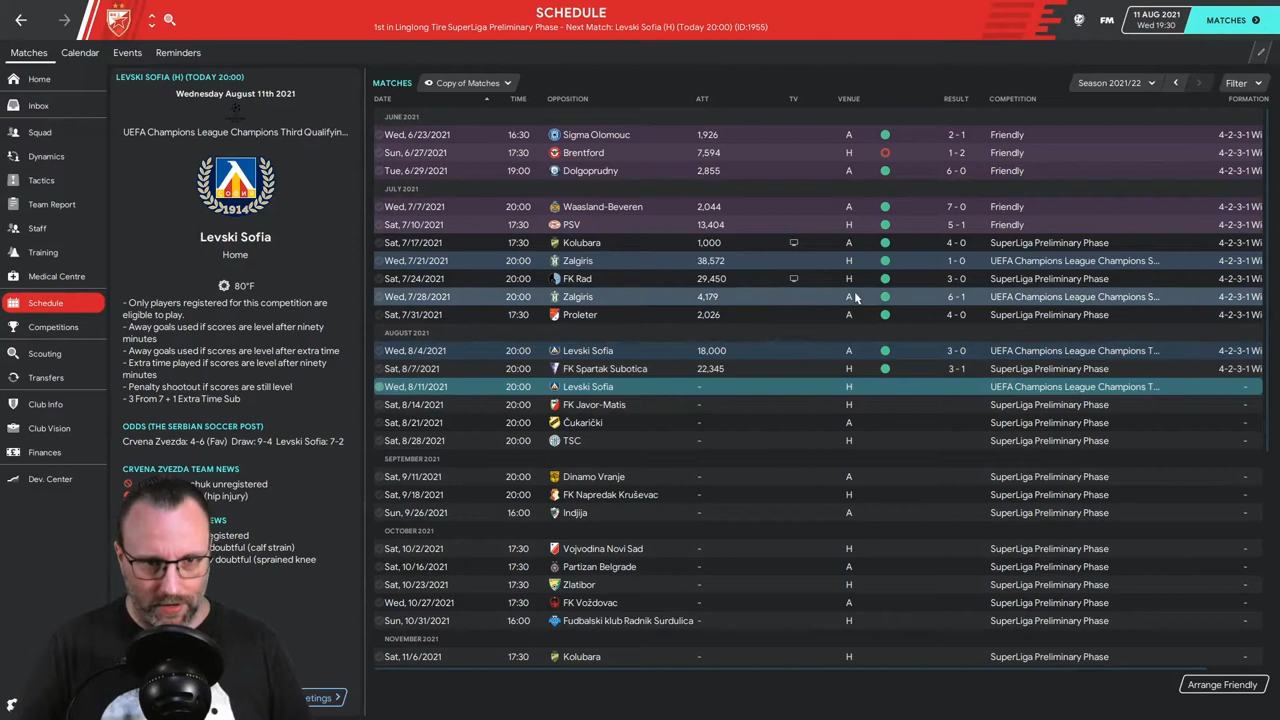 SCHEDULE
1st in Linglong Tire SuperLiga Preliminary Phase - Next Match: Levski Sofia (H) (Today 20:00) (ID:1955)
FM
11 AUG 2021
Wed 19:30
MATCHES
Matches
Calendar
Events
Reminders
Home
Inbox
Squad
Dynamics
Tactics
Team Report
Staff
Training
Medical Centre
Schedule
Competitions
Scouting
Transfers
Club Info
Club Vision
Finances
Dev. Center
LEVSKI SOFIA (H) (TODAY 20:00)
Wednesday August 11th 2021
UEFA Champions League Champions Third Qualifyin...
1914
Levski Sofia
Home
80°F
- Only players registered for this competition are
eligible to play.
- Away goals used if scores are level after ninety
minutes
- Away goals used if scores are level after extra time
- Extra time played if scores are level after ninety
minutes
- Penalty shootout if scores are still level
- 3 From 7 + 1 Extra Time Sub
ODDS (THE SERBIAN SOCCER POST)
Crvena Zvezda: 4-6 (Fav) Draw: 9-4 Levski Sofia: 7-2
CRVENA ZVEZDA TEAM NEWS
chuk unregistered
(hip injury)
EWS
egistered
doubtful (calf strain)
y doubtful (sprained knee
etings
MATCHES
Copy of Matches
Season 2021/22
Filter
DATE TIME OPPOSITION ATT TV VENUE RESULT COMPETITION FORMATION
JUNE 2021
Wed, 6/23/2021 16:30 Sigma Olomouc 1,926 A 2 - 1 Friendly 4-2-3-1 Wi
Sun, 6/27/2021 17:30 Brentford 7,594 H 1 - 2 Friendly 4-2-3-1 Wi
Tue, 6/29/2021 19:00 Dolgoprudny 2,855 A 6 - 0 Friendly 4-2-3-1 Wi
JULY 2021
Wed, 7/7/2021 20:00 Waasland-Beveren 2,044 A 7 - 0 Friendly 4-2-3-1 Wi
Sat, 7/10/2021 17:30 PSV 13,404 H 5 - 1 Friendly 4-2-3-1 Wi
Sat, 7/17/2021 17:30 Kolubara 1,000 A 4 - 0 SuperLiga Preliminary Phase 4-2-3-1 Wi
Wed, 7/21/2021 20:00 Zalgiris 38,572 H 1 - 0 UEFA Champions League Champions S... 4-2-3-1 Wi
Sat, 7/24/2021 20:00 FK Rad 29,450 H 3 - 0 SuperLiga Preliminary Phase 4-2-3-1 Wi
Wed, 7/28/2021 20:00 Zalgiris 4,179 A 6 - 1 UEFA Champions League Champions S... 4-2-3-1 Wi
Sat, 7/31/2021 17:30 Proleter 2,026 A 4 - 0 SuperLiga Preliminary Phase 4-2-3-1 Wi
AUGUST 2021
Wed, 8/4/2021 20:00 Levski Sofia 18,000 A 3 - 0 UEFA Champions League Champions T... 4-2-3-1 Wi
Sat, 8/7/2021 20:00 FK Spartak Subotica 22,345 H 3 - 1 SuperLiga Preliminary Phase 4-2-3-1 Wi
Wed, 8/11/2021 20:00 Levski Sofia - H UEFA Champions League Champions T... -
Sat, 8/14/2021 20:00 FK Javor-Matis - H SuperLiga Preliminary Phase -
Sat, 8/21/2021 20:00 Čukarički - A SuperLiga Preliminary Phase -
Sat, 8/28/2021 20:00 TSC - H SuperLiga Preliminary Phase -
SEPTEMBER 2021
Sat, 9/11/2021 20:00 Dinamo Vranje - A SuperLiga Preliminary Phase -
Sat, 9/18/2021 20:00 FK Napredak Kruševac - H SuperLiga Preliminary Phase -
Sun, 9/26/2021 16:00 Indjija - A SuperLiga Preliminary Phase -
OCTOBER 2021
Sat, 10/2/2021 17:30 Vojvodina Novi Sad - H SuperLiga Preliminary Phase -
Sat, 10/16/2021 17:30 Partizan Belgrade - A SuperLiga Preliminary Phase -
Sat, 10/23/2021 17:30 Zlatibor - H SuperLiga Preliminary Phase -
Wed, 10/27/2021 17:30 FK Voždovac - A SuperLiga Preliminary Phase -
Sun, 10/31/2021 16:00 Fudbalski klub Radnik Surdulica - H SuperLiga Preliminary Phase -
NOVEMBER 2021
Sat, 11/6/2021 17:30 Kolubara - H SuperLiga Preliminary Phase -
Arrange Friendly